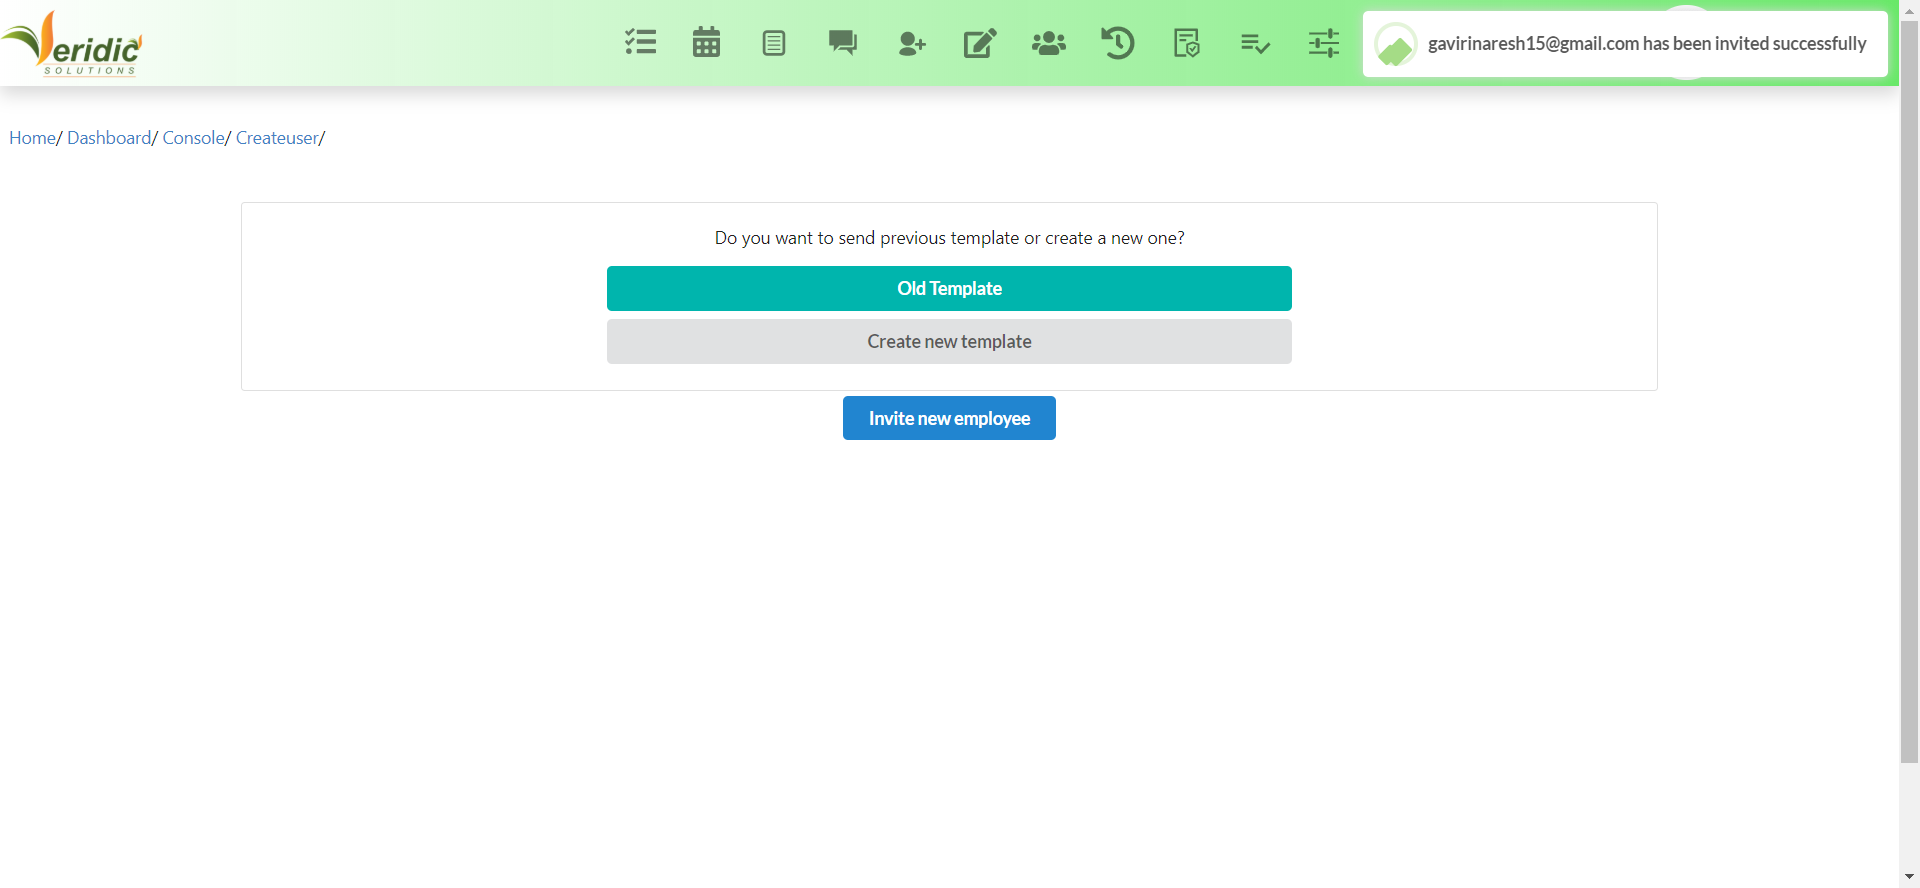 Veridic
SOLUTIONS
gavirinaresh15@gmail.com has been invited successfully
Home/ Dashboard/ Console/ Createuser/
Do you want to send previous template or create a new one?
Old Template
Create new template
Invite new employee